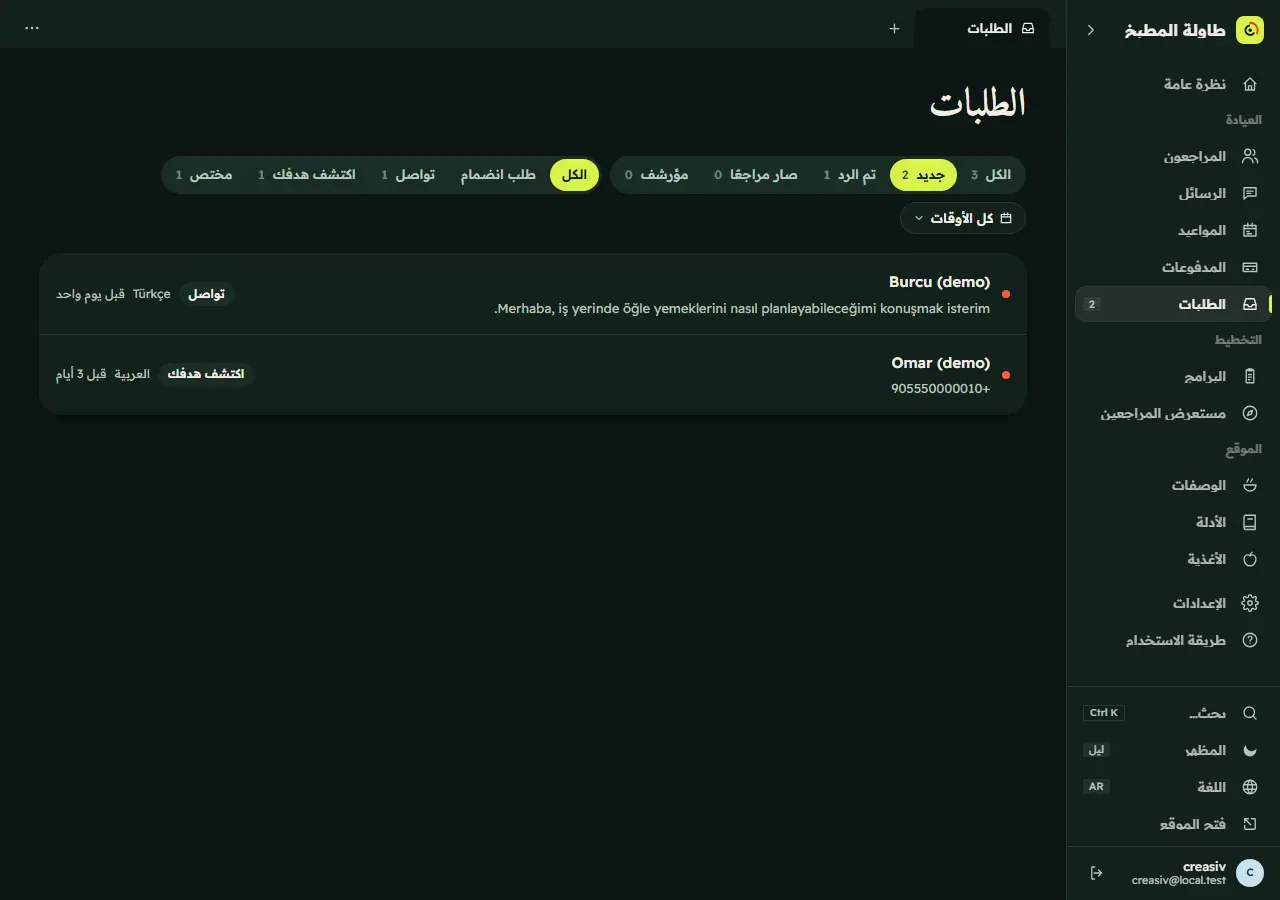 طاولة المطبخ
نظرة عامة
العيادة
المراجعون
الرسائل
المواعيد
المدفوعات
الطلبات 2
التخطيط
البرامج
مستعرض المراجعين
الموقع
الوصفات
الأدلة
الأغذية
الإعدادات
طريقة الاستخدام
بحث... Ctrl K
المظهر ليل
اللغة AR
فتح الموقع
creasiv
creasiv@local.test
C
الطلبات
الطلبات
الكل 3 جديد 2 تم الرد 1 صار مراجعًا 0 مؤرشف 0
الكل طلب انضمام تواصل 1 اكتشف هدفك 1 مختص 1
كل الأوقات
Burcu (demo)
Merhaba, iş yerinde öğle yemeklerini nasıl planlayabileceğimi konuşmak isterim.
تواصل Türkçe قبل يوم واحد
Omar (demo)
905550000010+
اكتشف هدفك العربية قبل 3 أيام